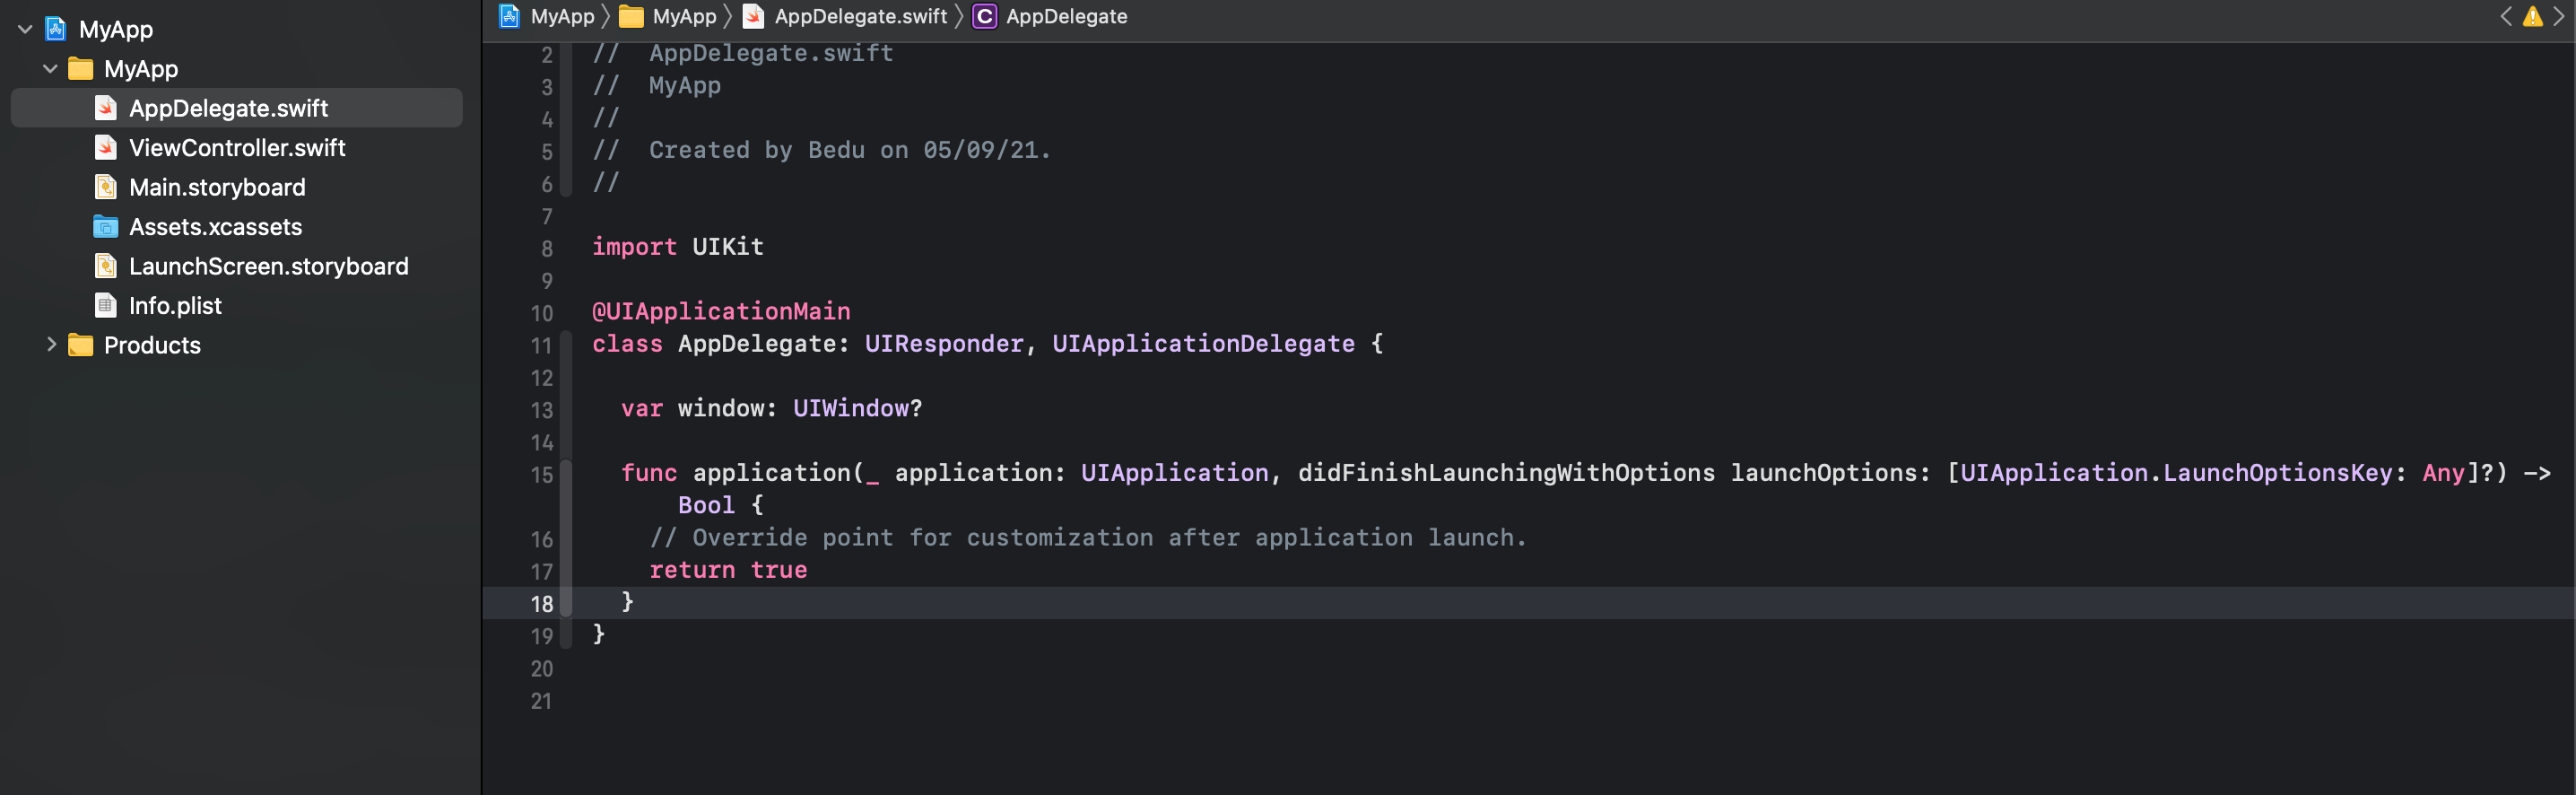 MyApp
MyApp
AppDelegate.swift
ViewController.swift
Main.storyboard
Assets.xcassets
LaunchScreen.storyboard
Info.plist
Products
MyApp MyApp AppDelegate.swift C AppDelegate
2 //  AppDelegate.swift
3 //  MyApp
4 //
5 //  Created by Bedu on 05/09/21.
6 //
7
8 import UIKit
9
10 @UIApplicationMain
11 class AppDelegate: UIResponder, UIApplicationDelegate {
12
13   var window: UIWindow?
14
15   func application(_ application: UIApplication, didFinishLaunchingWithOptions launchOptions: [UIApplication.LaunchOptionsKey: Any]?) ->
Bool {
16     // Override point for customization after application launch.
17     return true
18   }
19 }
20
21